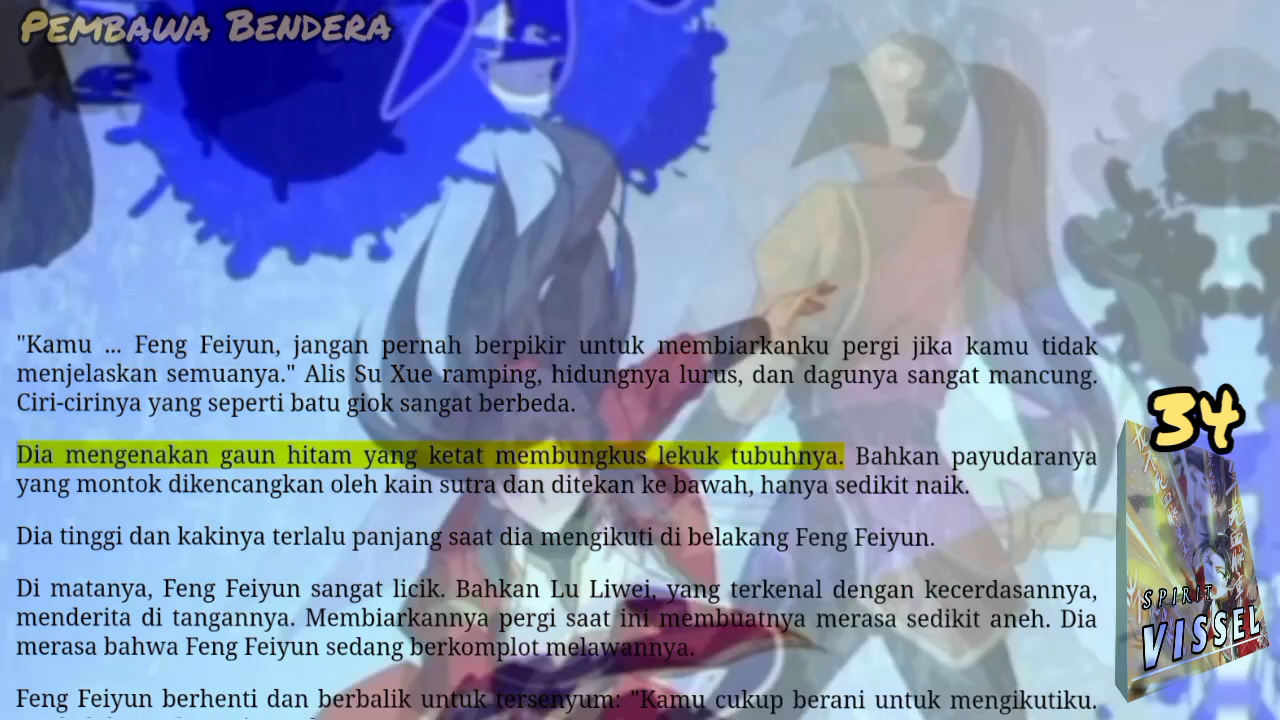 Pembawa Bendera
"Kamu ... Feng Feiyun, jangan pernah berpikir untuk membiarkanku pergi jika kamu tidak
menjelaskan semuanya." Alis Su Xue ramping, hidungnya lurus, dan dagunya sangat mancung.
Ciri-cirinya yang seperti batu giok sangat berbeda.
Dia mengenakan gaun hitam yang ketat membungkus lekuk tubuhnya. Bahkan payudaranya
yang montok dikencangkan oleh kain sutra dan ditekan ke bawah, hanya sedikit naik.
Dia tinggi dan kakinya terlalu panjang saat dia mengikuti di belakang Feng Feiyun.
Di matanya, Feng Feiyun sangat licik. Bahkan Lu Liwei, yang terkenal dengan kecerdasannya,
menderita di tangannya. Membiarkannya pergi saat ini membuatnya merasa sedikit aneh. Dia
merasa bahwa Feng Feiyun sedang berkomplot melawannya.
Feng Feiyun berhenti dan berbalik untuk tersenyum: "Kamu cukup berani untuk mengikutiku.
34
SPIRIT
VISSEL